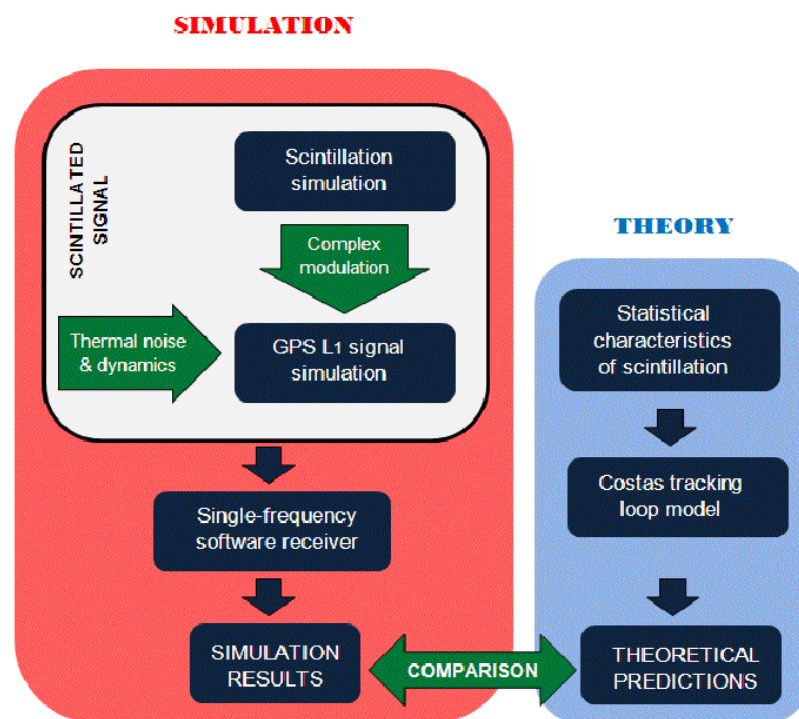 SIMULATION
SCINTILLATED
SIGNAL
Scintillation
simulation
Complex
modulation
Thermal noise
& dynamics
GPS L1 signal
simulation
Single-frequency
software receiver
SIMULATION
RESULTS
COMPARISON
THEORY
Statistical
characteristics
of scintillation
Costas tracking
loop model
THEORETICAL
PREDICTIONS